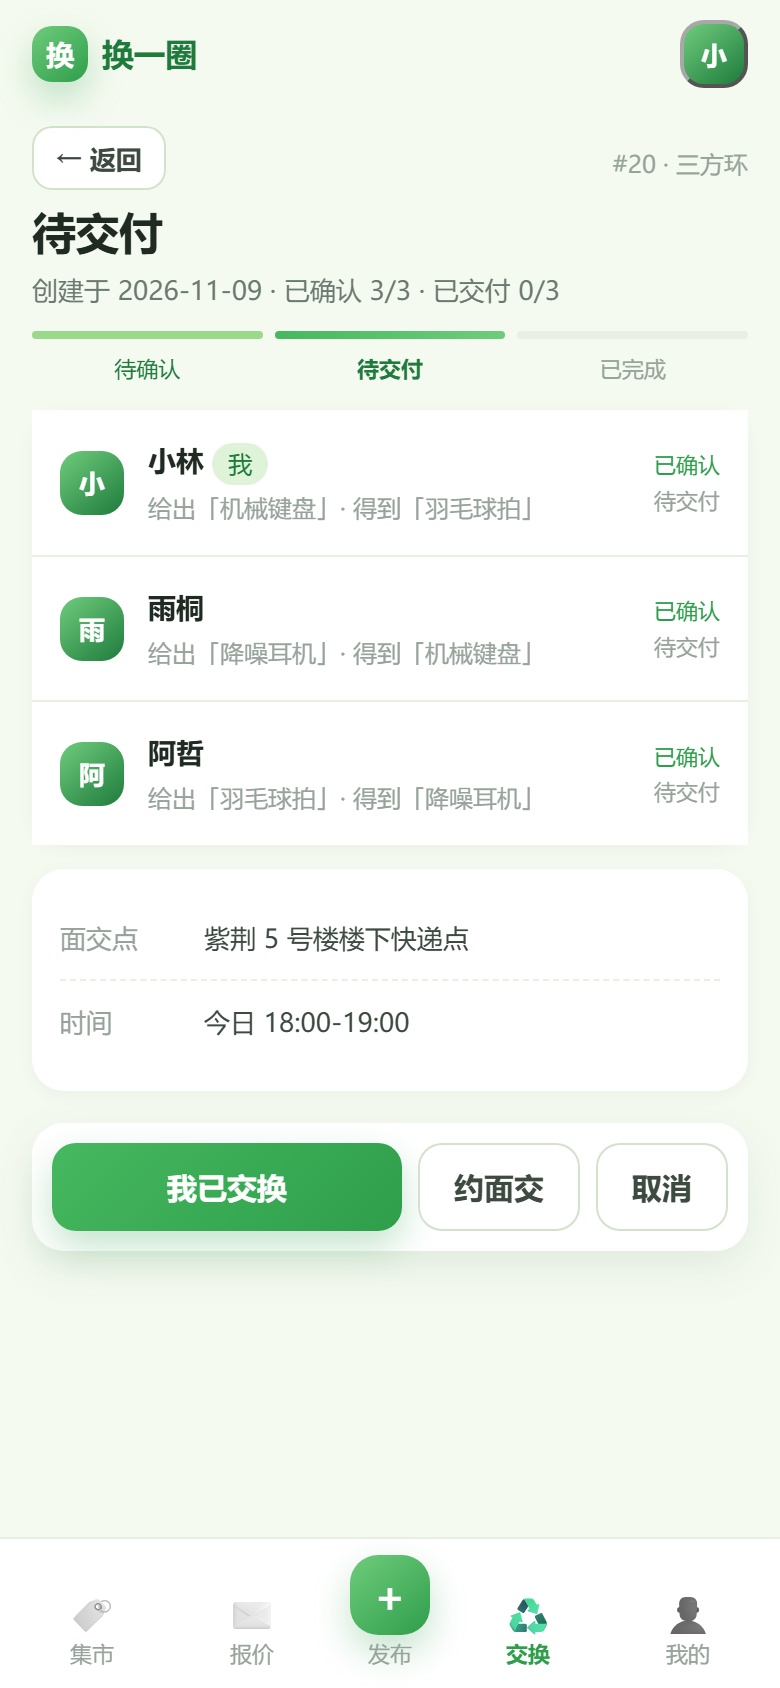 换 换一圈 小
← 返回 #20 · 三方环
待交付
创建于 2026-11-09 · 已确认 3/3 · 已交付 0/3
待确认 待交付 已完成
小 小林 我 已确认
给出「机械键盘」· 得到「羽毛球拍」 待交付
雨 雨桐 已确认
给出「降噪耳机」· 得到「机械键盘」 待交付
阿 阿哲 已确认
给出「羽毛球拍」· 得到「降噪耳机」 待交付
面交点 紫荆 5 号楼楼下快递点
时间 今日 18:00-19:00
我已交换 约面交 取消
+
集市 报价 发布 交换 我的